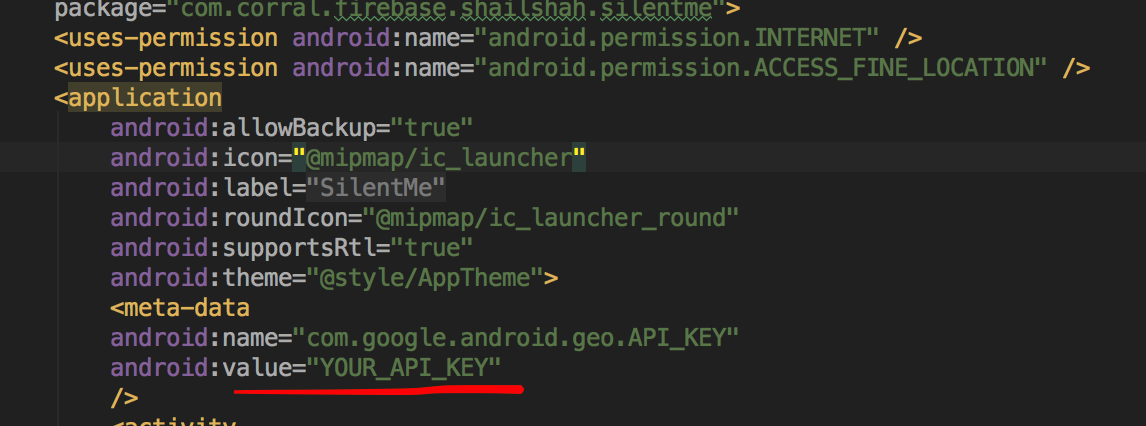 package="com.corral.firebase.shailshah.silentme">
<uses-permission android:name="android.permission.INTERNET" />
<uses-permission android:name="android.permission.ACCESS_FINE_LOCATION" />
<application
android:allowBackup="true"
android:icon="@mipmap/ic_launcher"
android:label="SilentMe"
android:roundIcon="@mipmap/ic_launcher_round"
android:supportsRtl="true"
android:theme="@style/AppTheme">
<meta-data
android:name="com.google.android.geo.API_KEY"
android:value="YOUR_API_KEY"
/>
<activity